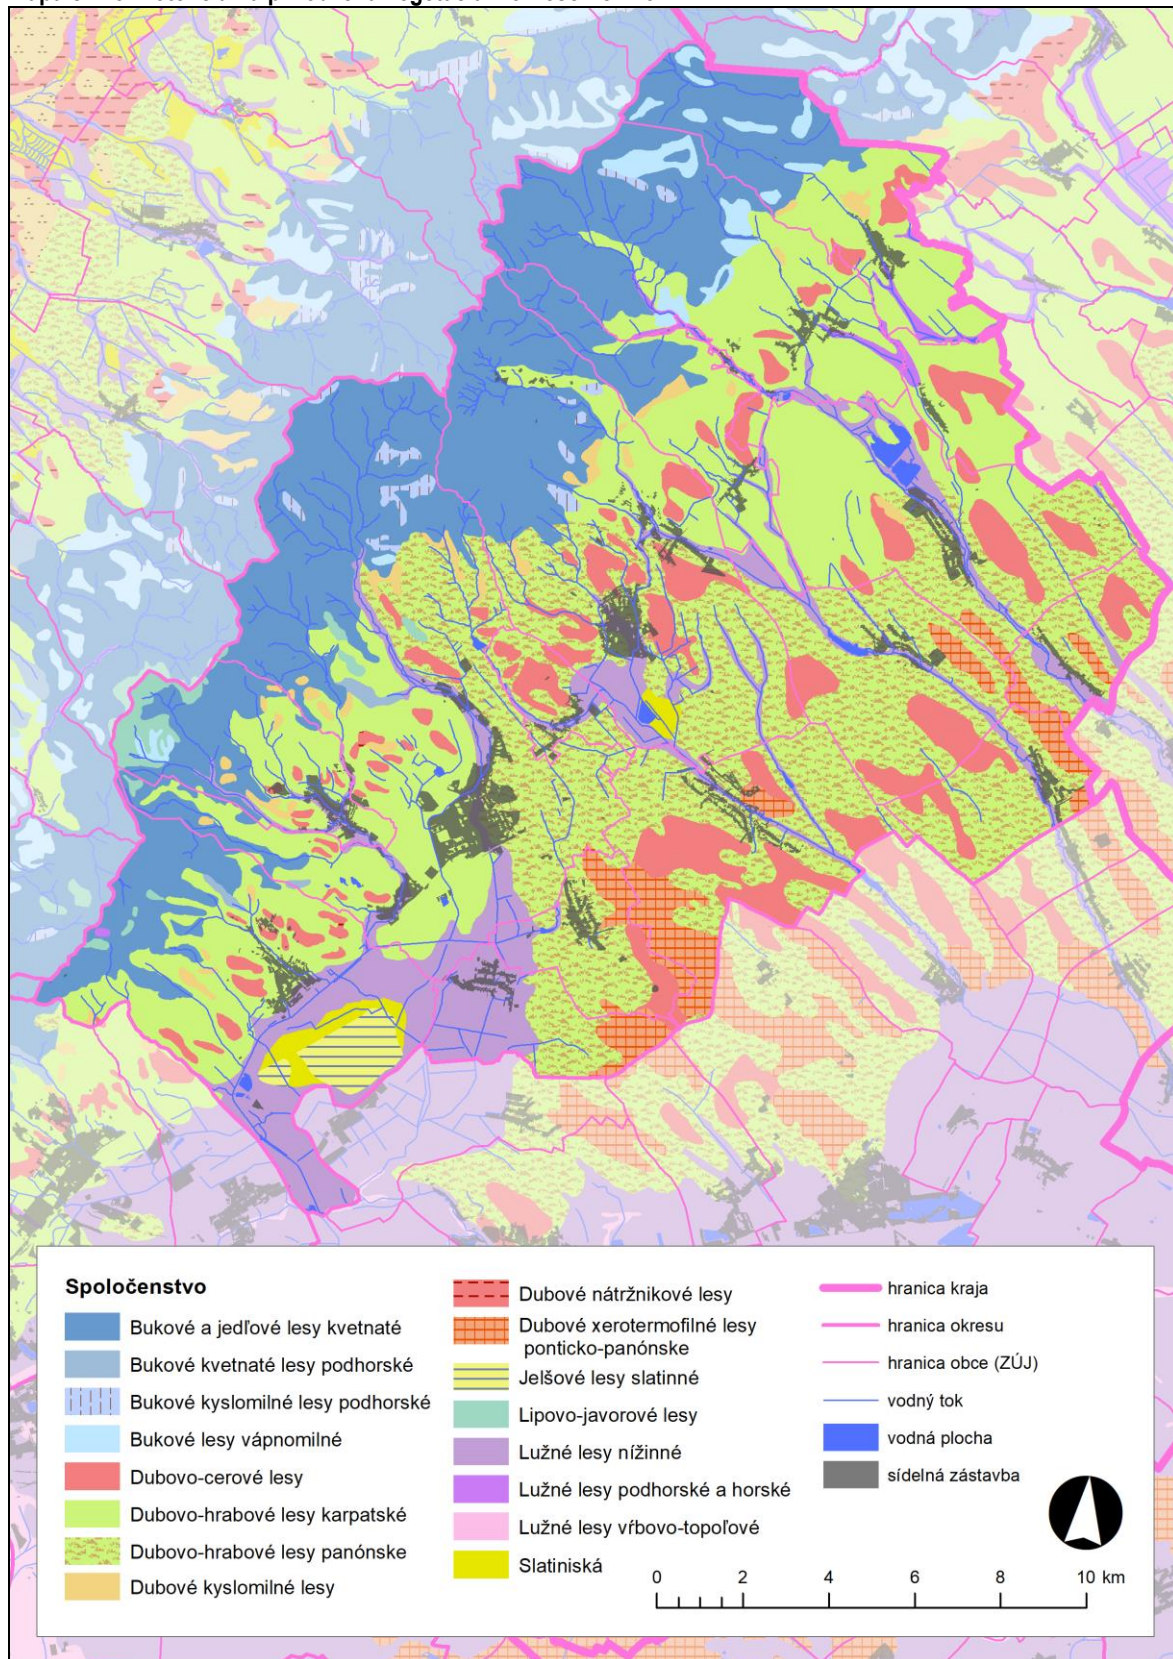 Spoločenstvo
Bukové a jedľové lesy kvetnaté
Bukové kvetnaté lesy podhorské
Bukové kyslomilné lesy podhorské
Bukové lesy vápnomilné
Dubovo-cerové lesy
Dubovo-hrabové lesy karpatské
Dubovo-hrabové lesy panónske
Dubové kyslomilné lesy
Dubové nátržnikové lesy
Dubové xerotermofilné lesy
ponticko-panónske
Jelšové lesy slatinné
Lipovo-javorové lesy
Lužné lesy nížinné
Lužné lesy podhorské a horské
Lužné lesy vŕbovo-topoľové
Slatiniská
hranica kraja
hranica okresu
hranica obce (ZÚJ)
vodný tok
vodná plocha
sídelná zástavba
0 2 4 6 8 10 km